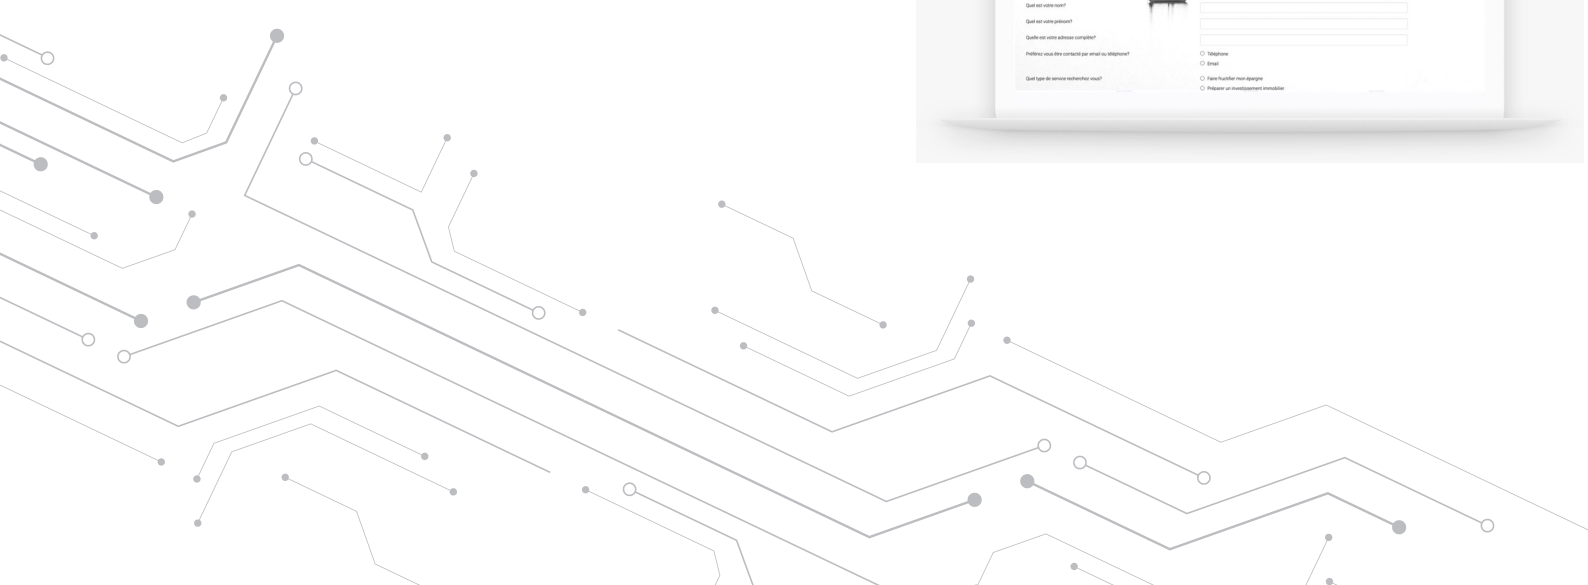 Quel est votre nom?
Quel est votre prénom?
Quelle est votre adresse complète?
Préférez vous être contacté par email ou téléphone?
Téléphone
Email
Quel type de service recherchez vous?
Faire fructifier mon épargne
Préparer un investissement immobilier